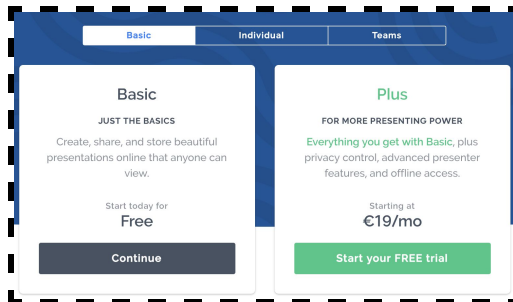 Basic
Individual
Teams
Basic
JUST THE BASICS
Create, share, and store beautiful
presentations online that anyone can
view.
Start today for
Free
Continue
Plus
FOR MORE PRESENTING POWER
Everything you get with Basic, plus
privacy control, advanced presenter
features, and offline access.
Starting at
€19/mo
Start your FREE trial